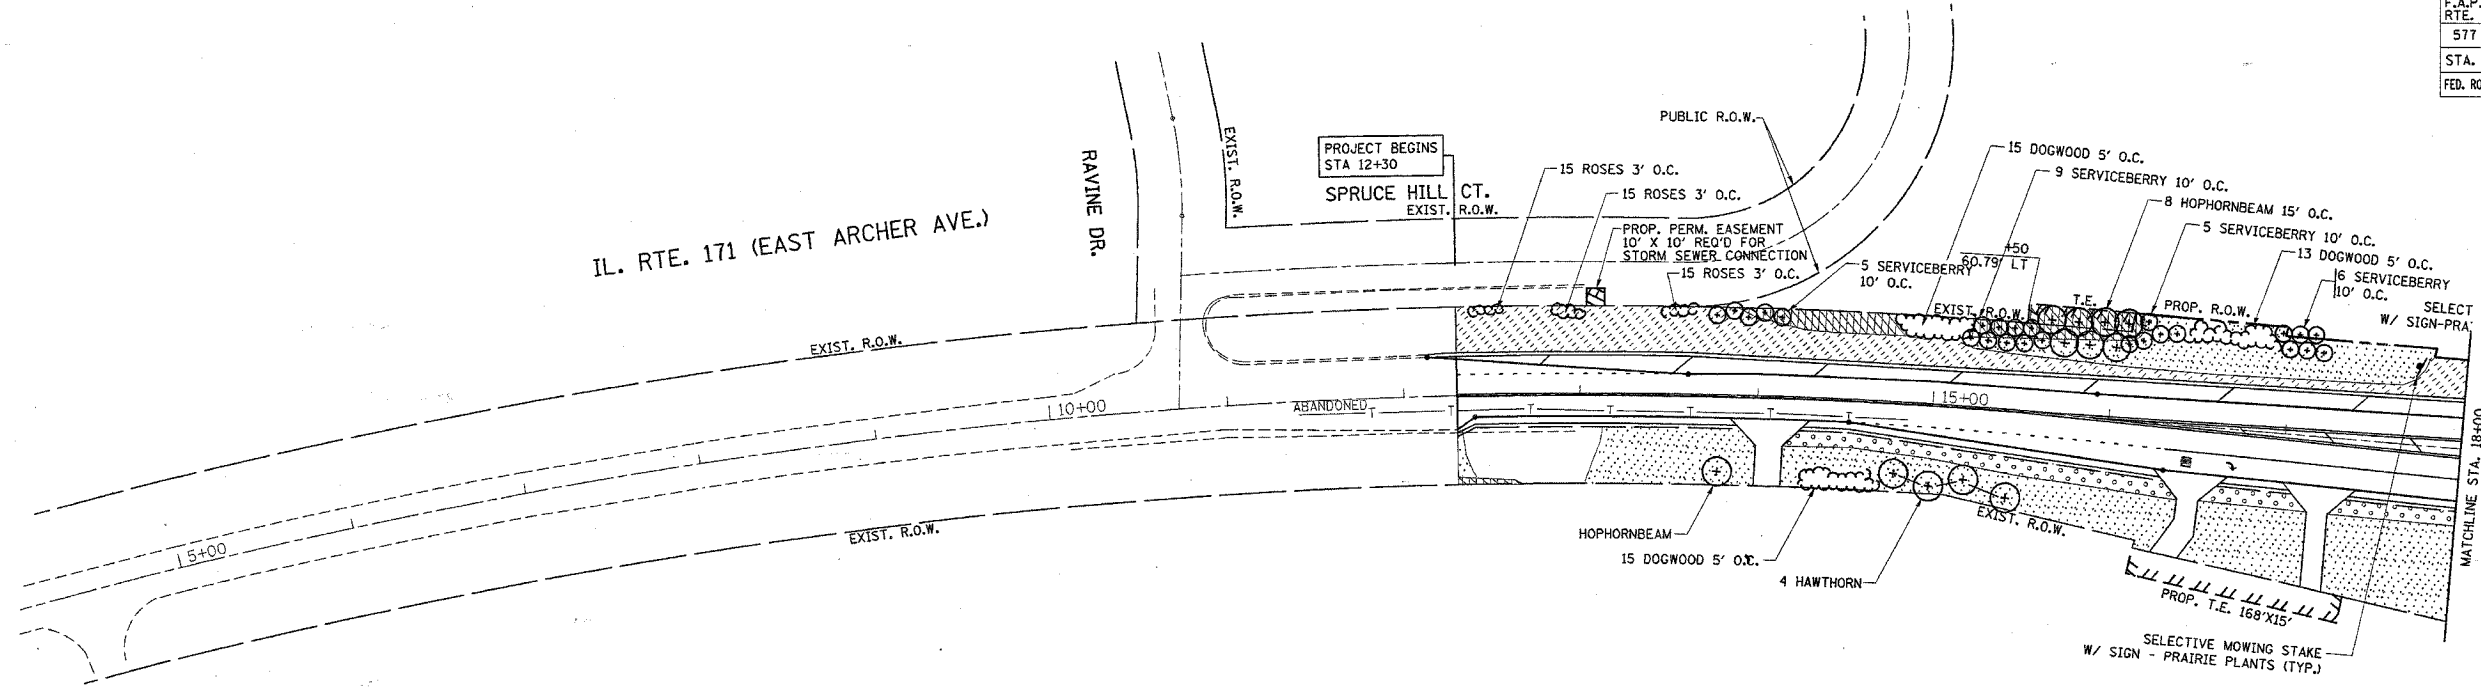 F.A.P.
RTE.
577
STA.
FED. RO
PUBLIC R.O.W.
EXIST. R.O.W.
PROJECT BEGINS
STA 12+30
SPRUCE HILL CT.
EXIST. R.O.W.
RAVINE DR.
IL. RTE. 171 (EAST ARCHER AVE.)
15 ROSES 3' O.C.
15 ROSES 3' O.C.
PROP. PERM. EASEMENT
10' X 10' REQ'D FOR
STORM SEWER CONNECTION
15 ROSES 3' O.C.
5 SERVICEBERRY
10' O.C.
15 DOGWOOD 5' O.C.
9 SERVICEBERRY 10' O.C.
8 HOPHORNBEAM 15' O.C.
5 SERVICEBERRY 10' O.C.
13 DOGWOOD 5' O.C.
6 SERVICEBERRY
10' O.C.
+50
60.79' LT
SELECT
W/ SIGN-PRA
EXIST. R.O.W.
T.E.
PROP. R.O.W.
EXIST. R.O.W.
5+00
10+00
ABANDONED
T
T
T
T
T
T
T
15+00
EXIST. R.O.W.
HOPHORNBEAM
15 DOGWOOD 5' O.C.
4 HAWTHORN
EXIST. R.O.W.
PROP. T.E. 168'X15'
MATCHLINE STA. 18+00
SELECTIVE MOWING STAKE
W/ SIGN - PRAIRIE PLANTS (TYP.)